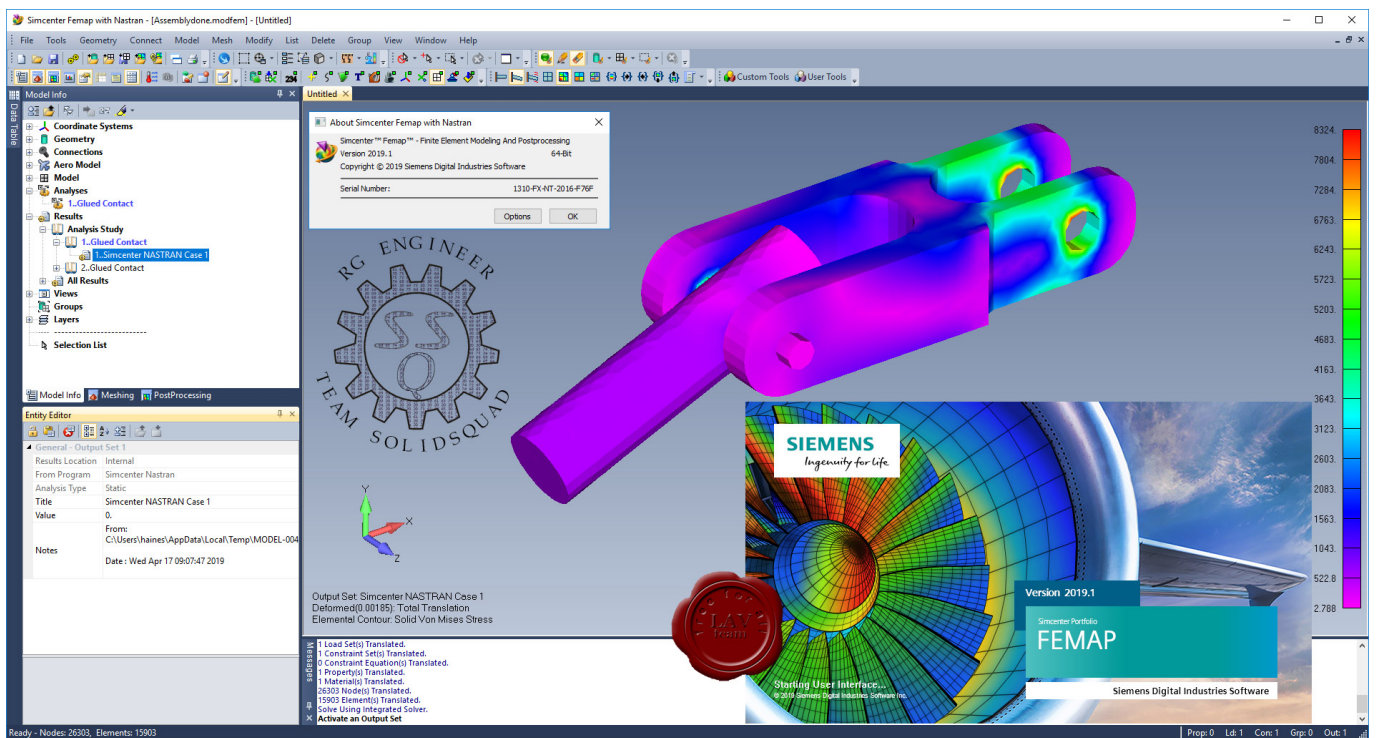 Simcenter Femap with Nastran - [Assemblydone.modfem] - [Untitled]
File Tools Geometry Connect Model Mesh Modify List Delete Group View Window Help
Custom Tools User Tools
Model Info
Untitled
Data Table
Coordinate Systems
Geometry
Connections
Aero Model
Model
Analyses
1..Glued Contact
Results
Analysis Study
1..Glued Contact
1..Simcenter NASTRAN Case 1
2..Glued Contact
All Results
Views
Groups
Layers
Selection List
Model Info Meshing PostProcessing
Entity Editor
General - Output Set 1
Results Location Internal
From Program Simcenter Nastran
Analysis Type Static
Title Simcenter NASTRAN Case 1
Value 0.
Notes
From:
C:\Users\haines\AppData\Local\Temp\MODEL-004
Date : Wed Apr 17 09:07:47 2019
About Simcenter Femap with Nastran
Simcenter™ Femap™ - Finite Element Modeling And Postprocessing
Version 2019.1 64-Bit
Copyright © 2019 Siemens Digital Industries Software
Serial Number: 1310-FX-NT-2016-F76F
Options OK
RG ENGINEER
SSQ
TEAM SOLIDSQUAD
Y
X
Z
Output Set: Simcenter NASTRAN Case 1
Deformed(0.00185): Total Translation
Elemental Contour: Solid Von Mises Stress
8324.
7804.
7284.
6763.
6243.
5723.
5203.
4683.
4163.
3643.
3123.
2603.
2083.
1563.
1043.
522.8
2.788
SIEMENS
Ingenuity for life
LAV
team
Version 2019.1
Simcenter Portfolio
FEMAP
Starting User Interface...
© 2019 Siemens Digital Industries Software Inc.
Siemens Digital Industries Software
Messages
1 Load Set(s) Translated.
1 Constraint Set(s) Translated.
0 Constraint Equation(s) Translated.
1 Property(s) Translated.
1 Material(s) Translated.
26303 Node(s) Translated.
15903 Element(s) Translated.
Solve Using Integrated Solver.
Activate an Output Set
Ready - Nodes: 26303, Elements: 15903
Prop: 0 Ld: 1 Con: 1 Grp: 0 Out: 1